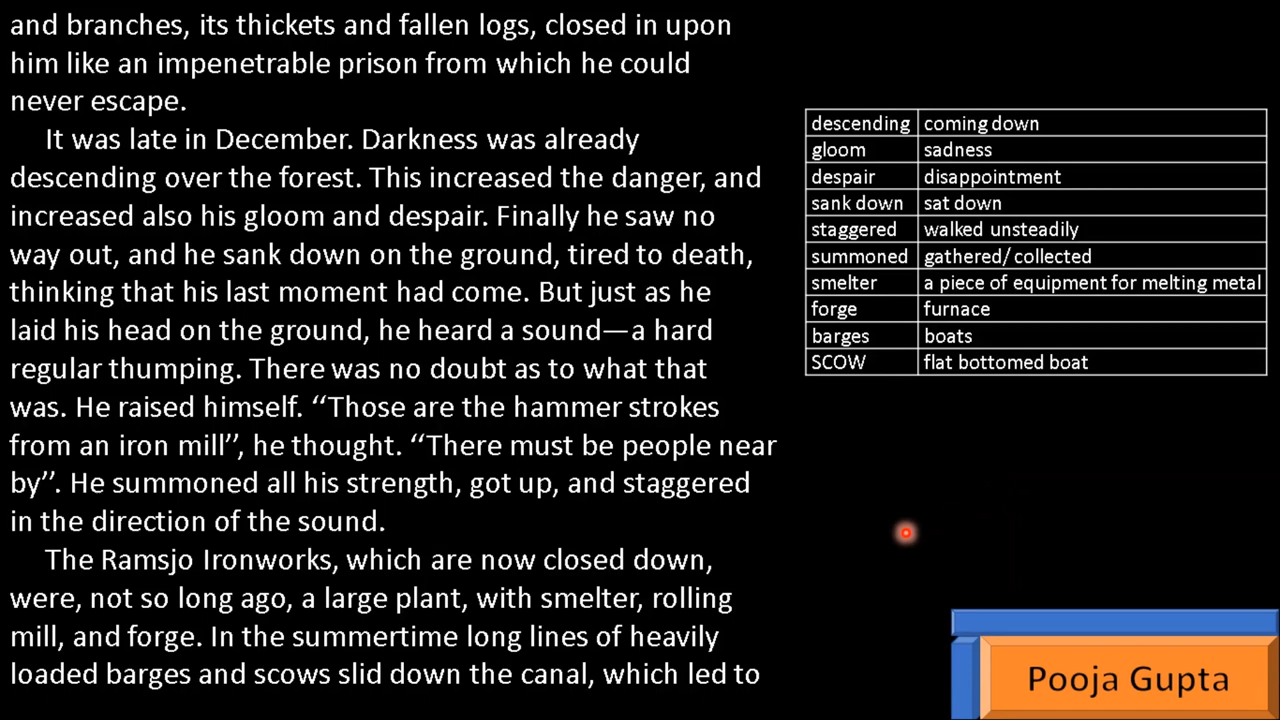 and branches, its thickets and fallen logs, closed in upon
him like an impenetrable prison from which he could
never escape.
It was late in December. Darkness was already
descending over the forest. This increased the danger, and
increased also his gloom and despair. Finally he saw no
way out, and he sank down on the ground, tired to death,
thinking that his last moment had come. But just as he
laid his head on the ground, he heard a sound—a hard
regular thumping. There was no doubt as to what that
was. He raised himself. “Those are the hammer strokes
from an iron mill”, he thought. “There must be people near
by”. He summoned all his strength, got up, and staggered
in the direction of the sound.
The Ramsjo Ironworks, which are now closed down,
were, not so long ago, a large plant, with smelter, rolling
mill, and forge. In the summertime long lines of heavily
loaded barges and scows slid down the canal, which led to
descending coming down
gloom sadness
despair disappointment
sank down sat down
staggered walked unsteadily
summoned gathered/ collected
smelter a piece of equipment for melting metal
forge furnace
barges boats
SCOW flat bottomed boat
Pooja Gupta